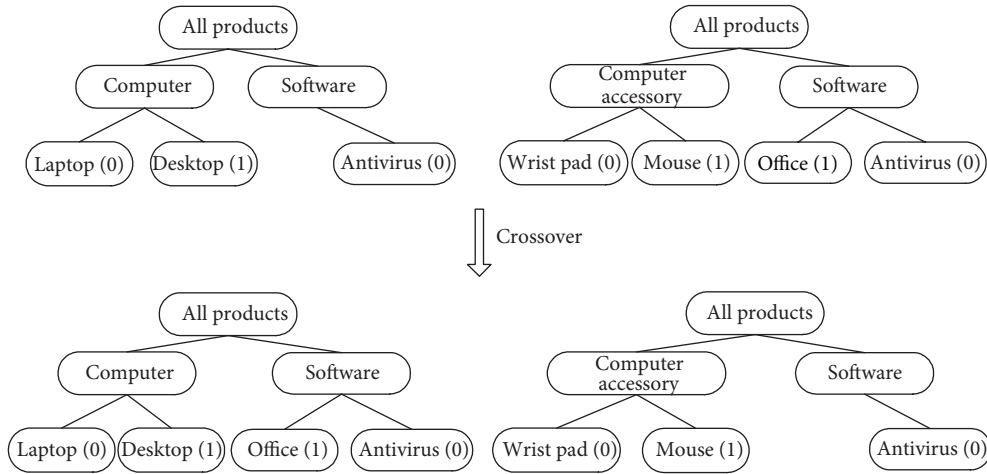 All products
All products
Computer
Software
Computer
accessory
Software
Laptop (0)
Desktop (1)
Antivirus (0)
Wrist pad (0)
Mouse (1)
Office (1)
Antivirus (0)
Crossover
All products
All products
Computer
Software
Computer
accessory
Software
Laptop (0)
Desktop (1)
Office (1)
Antivirus (0)
Wrist pad (0)
Mouse (1)
Antivirus (0)